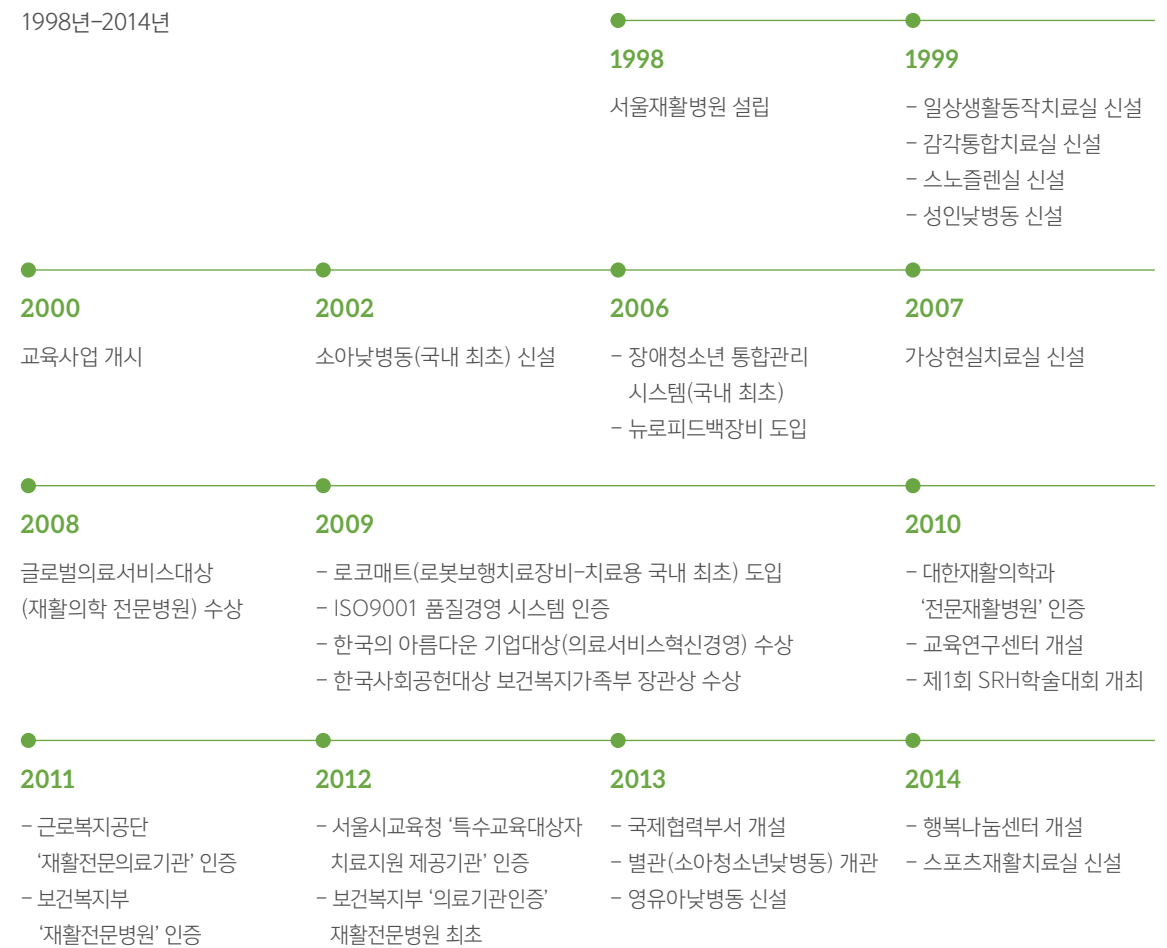 1998년-2014년
1998
서울재활병원 설립
1999
- 일상생활동작치료실 신설
- 감각통합치료실 신설
- 스노즐렌실 신설
- 성인낮병동 신설
2000
교육사업 개시
2002
소아낮병동(국내 최초) 신설
2006
- 장애청소년 통합관리
시스템(국내 최초)
- 뉴로피드백장비 도입
2007
가상현실치료실 신설
2008
글로벌의료서비스대상
(재활의학 전문병원) 수상
2009
- 로코매트(로봇보행치료장비-치료용 국내 최초) 도입
- ISO9001 품질경영 시스템 인증
- 한국의 아름다운 기업대상(의료서비스혁신경영) 수상
- 한국사회공헌대상 보건복지가족부 장관상 수상
2010
- 대한재활의학과
‘전문재활병원’ 인증
- 교육연구센터 개설
- 제1회 SRH학술대회 개최
2011
- 근로복지공단
‘재활전문의료기관’ 인증
- 보건복지부
‘재활전문병원’ 인증
2012
- 서울시교육청 ‘특수교육대상자
치료지원 제공기관’ 인증
- 보건복지부 ‘의료기관인증’
재활전문병원 최초
2013
- 국제협력부서 개설
- 별관(소아청소년낮병동) 개관
- 영유아낮병동 신설
2014
- 행복나눔센터 개설
- 스포츠재활치료실 신설